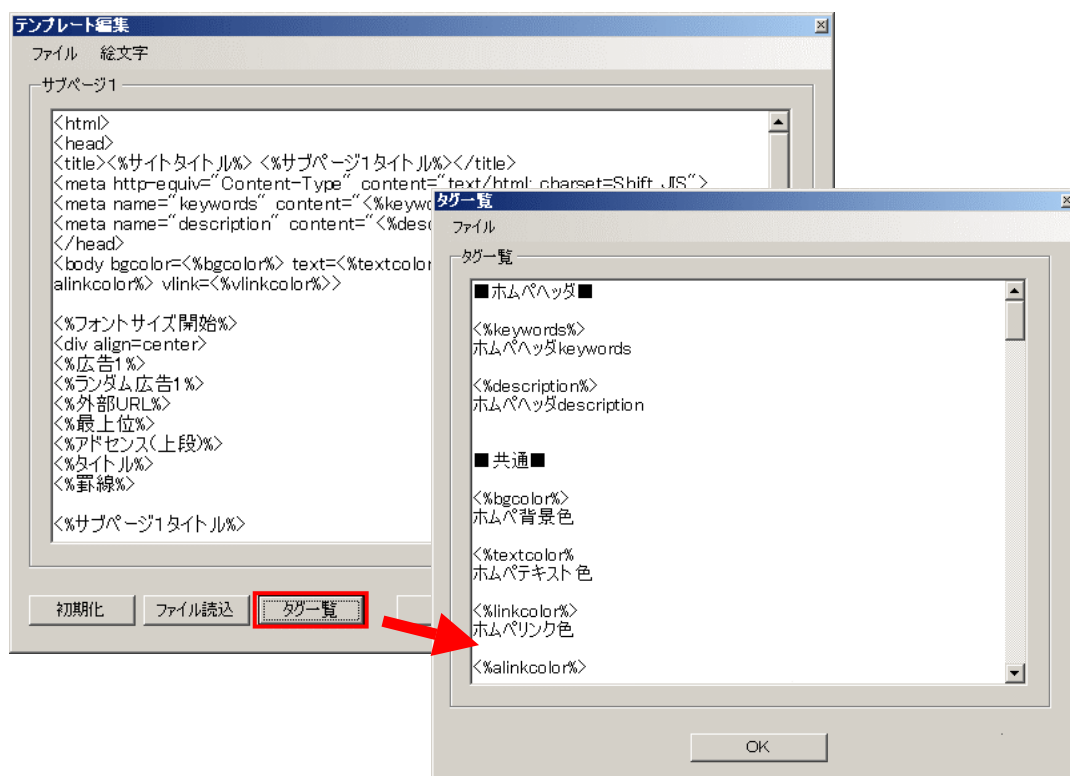 テンプレート編集
ファイル 絵文字
サブページ1
<html>
<head>
<title><%サイトタイトル%> <%サブページ1タイトル%></title>
<meta http-equiv="Content-Type" content="text/html; charset=Shift_JIS">
<meta name="keywords" content="<%keywo
<meta name="description" content="<%desc
</head>
<body bgcolor=<%bgcolor%> text=<%textcolor
alinkcolor%> vlink=<%vlinkcolor%>>
<%フォントサイズ開始%>
<div align=center>
<%広告1%>
<%ランダム広告1%>
<%外部URL%>
<%最上位%>
<%アドセンス(上段)%>
<%タイトル%>
<%罫線%>
<%サブページ1タイトル%>
初期化 ファイル読込 タグ一覧
タグ一覧
ファイル
タグ一覧
■ホムペヘッダ■
<%keywords%>
ホムペヘッダkeywords
<%description%>
ホムペヘッダdescription
■共通■
<%bgcolor%>
ホムペ背景色
<%textcolor%
ホムペテキスト色
<%linkcolor%>
ホムペリンク色
<%alinkcolor%>
OK